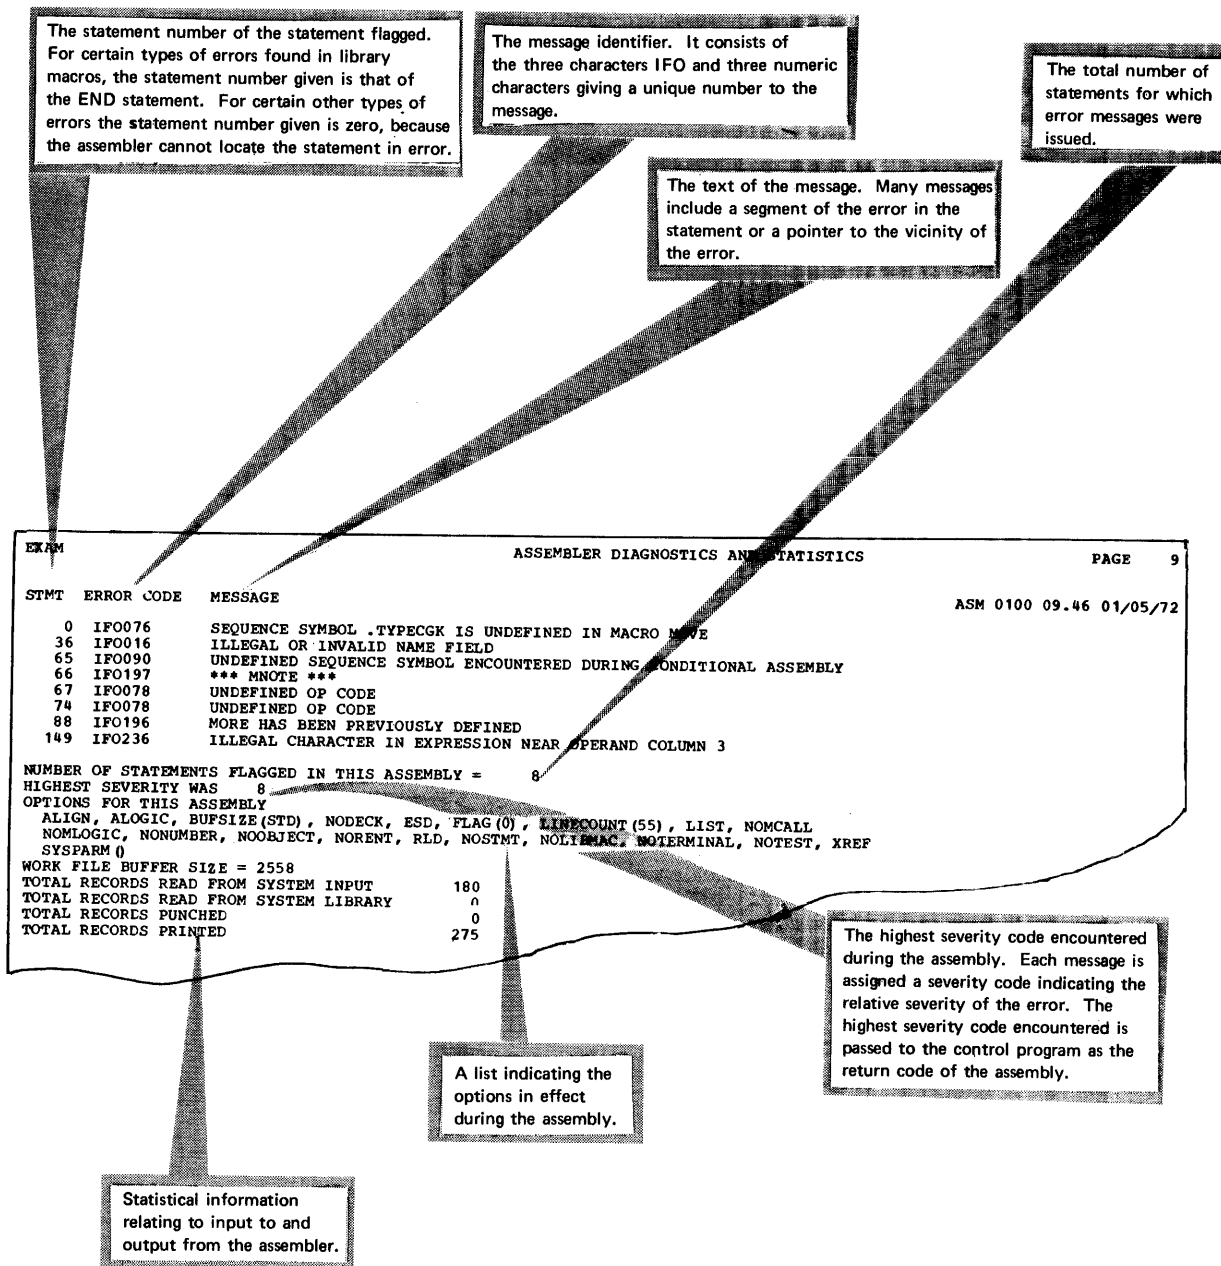 The statement number of the statement flagged.
For certain types of errors found in library
macros, the statement number given is that of
the END statement. For certain other types of
errors the statement number given is zero, because
the assembler cannot locate the statement in error.
The message identifier. It consists of
the three characters IFO and three numeric
characters giving a unique number to the
message.
The total number of
statements for which
error messages were
issued.
The text of the message. Many messages
include a segment of the error in the
statement or a pointer to the vicinity of
the error.
EXAM ASSEMBLER DIAGNOSTICS AND STATISTICS PAGE 9
STMT ERROR CODE MESSAGE
ASM 0100 09.46 01/05/72
0 IFO076 SEQUENCE SYMBOL .TYPECGK IS UNDEFINED IN MACRO MOVE
36 IFO016 ILLEGAL OR INVALID NAME FIELD
65 IFO090 UNDEFINED SEQUENCE SYMBOL ENCOUNTERED DURING CONDITIONAL ASSEMBLY
66 IFO197 *** MNOTE ***
67 IFO078 UNDEFINED OP CODE
74 IFO078 UNDEFINED OP CODE
88 IFO196 MORE HAS BEEN PREVIOUSLY DEFINED
149 IFO236 ILLEGAL CHARACTER IN EXPRESSION NEAR OPERAND COLUMN 3
NUMBER OF STATEMENTS FLAGGED IN THIS ASSEMBLY = 8
HIGHEST SEVERITY WAS 8
OPTIONS FOR THIS ASSEMBLY
ALIGN, ALOGIC, BUFSIZE(STD), NODECK, ESD, FLAG(0), LINECOUNT(55), LIST, NOMCALL
NOMLOGIC, NONUMBER, NOOBJECT, NORENT, RLD, NOSTMT, NOLIBMAC, NOTERMINAL, NOTEST, XREF
SYSPARM()
WORK FILE BUFFER SIZE = 2558
TOTAL RECORDS READ FROM SYSTEM INPUT 180
TOTAL RECORDS READ FROM SYSTEM LIBRARY 0
TOTAL RECORDS PUNCHED 0
TOTAL RECORDS PRINTED 275
The highest severity code encountered
during the assembly. Each message is
assigned a severity code indicating the
relative severity of the error. The
highest severity code encountered is
passed to the control program as the
return code of the assembly.
A list indicating the
options in effect
during the assembly.
Statistical information
relating to input to and
output from the assembler.